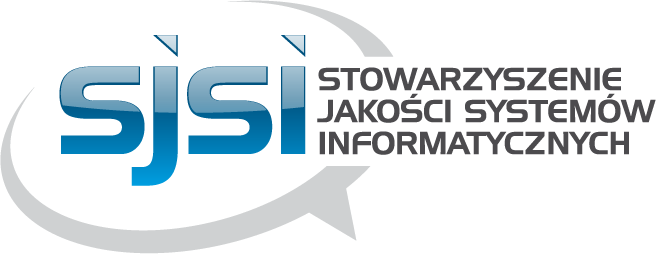 sjsi
STOWARZYSZENIE
JAKOŚCI SYSTEMÓW
INFORMATYCZNYCH